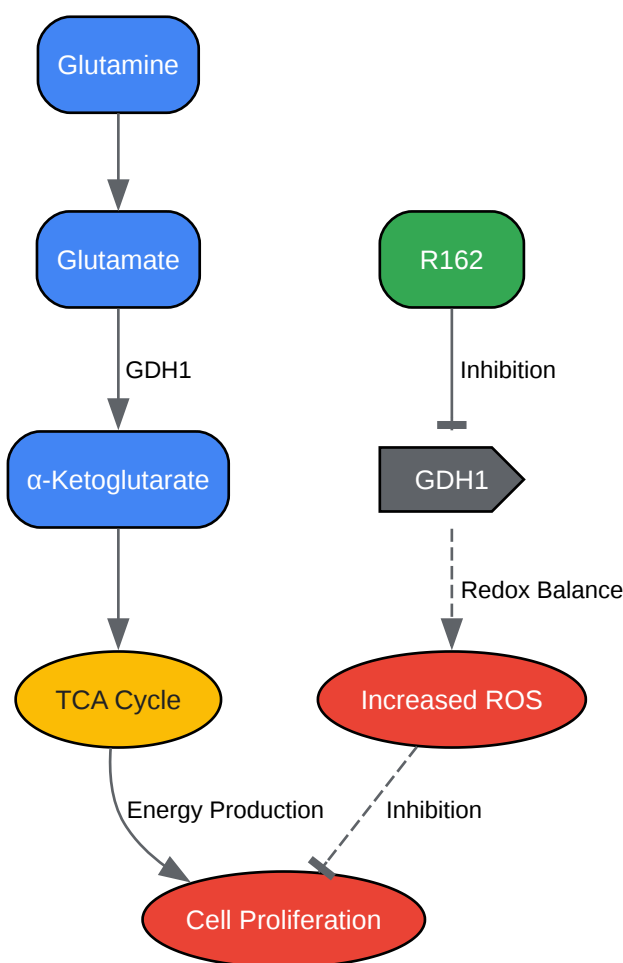 Glutamine
Glutamate
R162
GDH1
Inhibition
α-Ketoglutarate
GDH1
Redox Balance
TCA Cycle
Increased ROS
Energy Production
Inhibition
Cell Proliferation